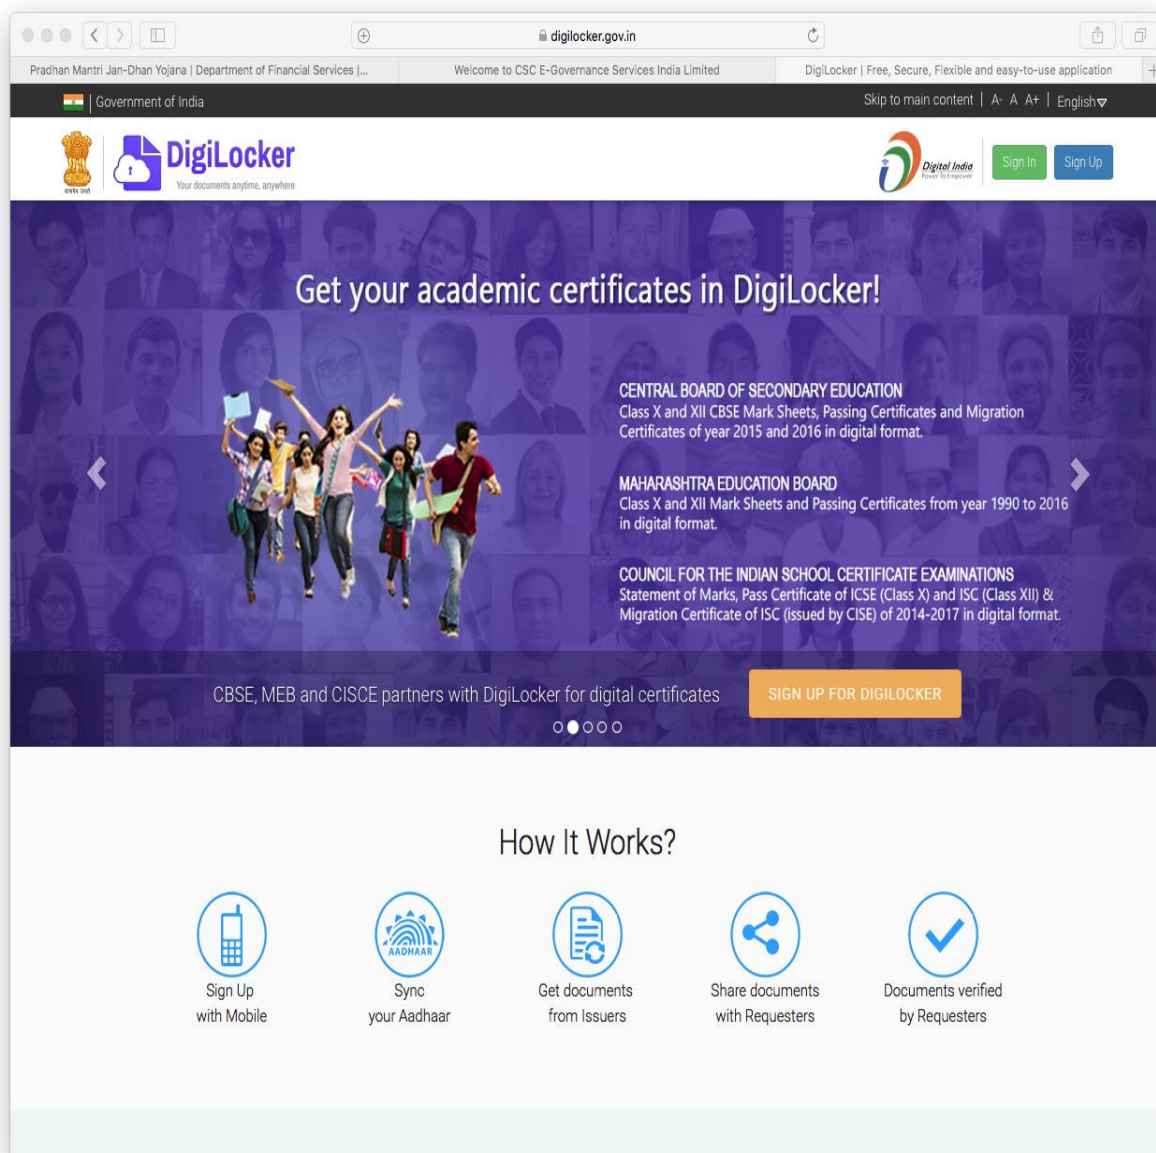 digilocker.gov.in
Pradhan Mantri Jan-Dhan Yojana | Department of Financial Services |...
Welcome to CSC E-Governance Services India Limited
DigiLocker | Free, Secure, Flexible and easy-to-use application
Government of India
Skip to main content | A- A A+ | English
सत्यमेव जयते
DigiLocker
Your documents anytime, anywhere
Digital India
Power To Empower
Sign In
Sign Up
Get your academic certificates in DigiLocker!
CENTRAL BOARD OF SECONDARY EDUCATION
Class X and XII CBSE Mark Sheets, Passing Certificates and Migration
Certificates of year 2015 and 2016 in digital format.
MAHARASHTRA EDUCATION BOARD
Class X and XII Mark Sheets and Passing Certificates from year 1990 to 2016
in digital format.
COUNCIL FOR THE INDIAN SCHOOL CERTIFICATE EXAMINATIONS
Statement of Marks, Pass Certificate of ICSE (Class X) and ISC (Class XII) &
Migration Certificate of ISC (issued by CISE) of 2014-2017 in digital format.
CBSE, MEB and CISCE partners with DigiLocker for digital certificates
SIGN UP FOR DIGILOCKER
How It Works?
AADHAAR
Sign Up
with Mobile
Sync
your Aadhaar
Get documents
from Issuers
Share documents
with Requesters
Documents verified
by Requesters